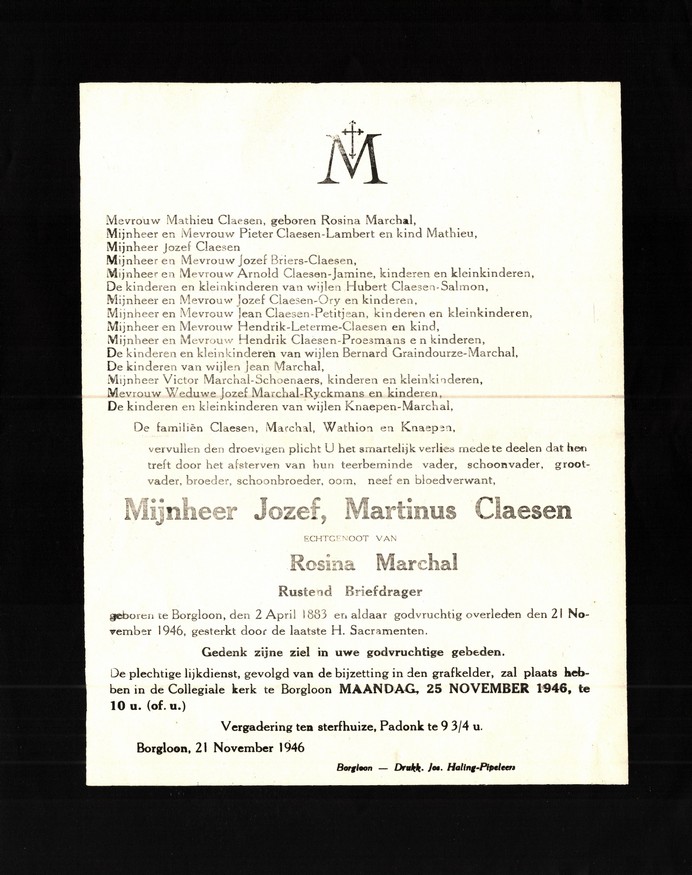 M
Mevrouw Mathieu Claesen, geboren Rosina Marchal,
Mijnheer en Mevrouw Pieter Claesen-Lambert en kind Mathieu,
Mijnheer Jozef Claesen
Mijnheer en Mevrouw Jozef Briers-Claesen,
Mijnheer en Mevrouw Arnold Claesen-Jamine, kinderen en kleinkinderen,
De kinderen en kleinkinderen van wijlen Hubert Claesen-Salmon,
Mijnheer en Mevrouw Jozef Claesen-Ory en kinderen,
Mijnheer en Mevrouw Jean Claesen-Petitjean, kinderen en kleinkinderen,
Mijnheer en Mevrouw Hendrik-Leterme-Claesen en kind,
Mijnheer en Mevrouw Hendrik Claesen-Proesmans en kinderen,
De kinderen en kleinkinderen van wijlen Bernard Graindourze-Marchal,
De kinderen van wijlen Jean Marchal,
Mijnheer Victor Marchal-Schoenaers, kinderen en kleinkinderen,
Mevrouw Weduwe Jozef Marchal-Ryckmans en kinderen,
De kinderen en kleinkinderen van wijlen Knaepen-Marchal,
De familiën Claesen, Marchal, Wathion en Knaepen,
vervullen den droevigen plicht U het smartelijk verlies mede te deelen dat hen
treft door het afsterven van hun teerbeminde vader, schoonvader, groot-
vader, broeder, schoonbroeder, oom, neef en bloedverwant,
Mijnheer Jozef, Martinus Claesen
ECHTGENOOT VAN
Rosina Marchal
Rustend Briefdrager
geboren te Borgloon, den 2 April 1883 en aldaar godvruchtig overleden den 21 No-
vember 1946, gesterkt door de laatste H. Sacramenten.
Gedenk zijne ziel in uwe godvruchtige gebeden.
De plechtige lijkdienst, gevolgd van de bijzetting in den grafkelder, zal plaats heb-
ben in de Collegiale kerk te Borgloon MAANDAG, 25 NOVEMBER 1946, te
10 u. (of. u.)
Vergadering ten sterfhuize, Padonk te 9 3/4 u.
Borgloon, 21 November 1946
Borgloon — Drukk. Jos. Haling-Pipeleers